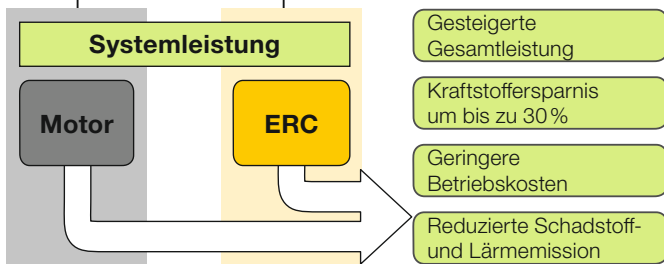 Systemleistung
Motor
ERC
Gesteigerte
Gesamtleistung
Kraftstoffersparnis
um bis zu 30 %
Geringere
Betriebskosten
Reduzierte Schadstoff-
und Lärmemission